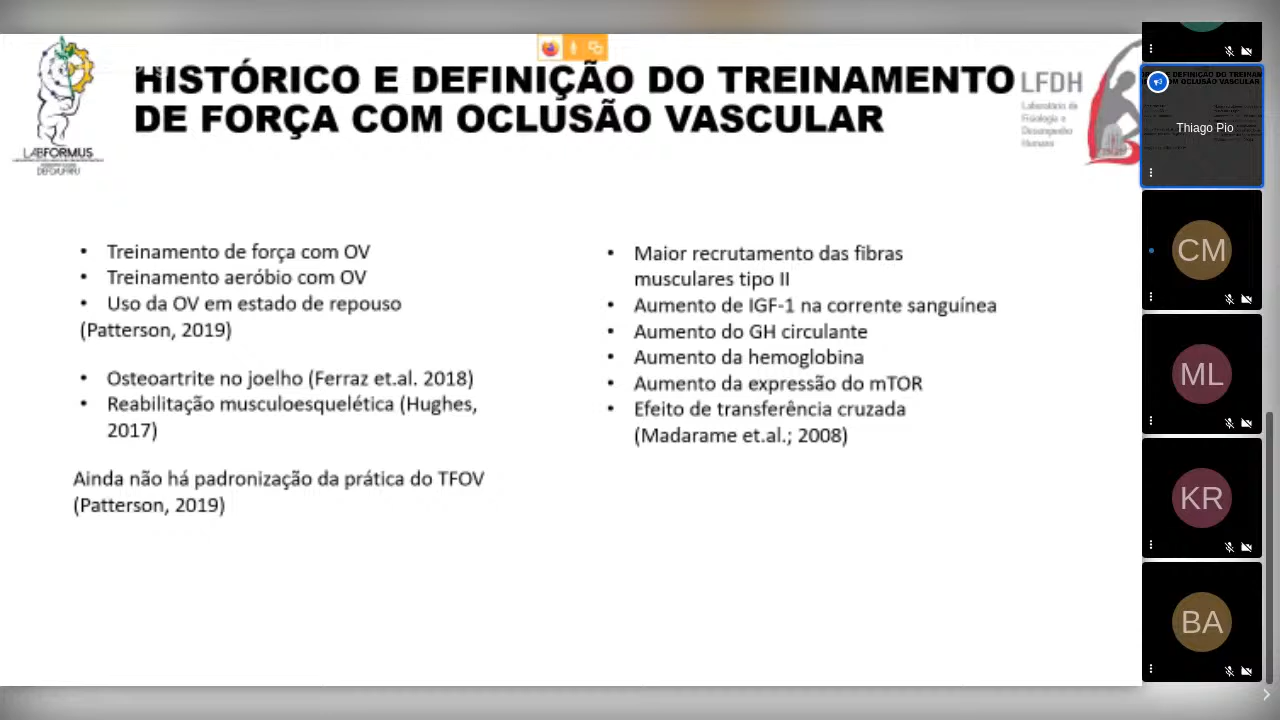 HISTÓRICO E DEFINIÇÃO DO TREINAMENTO
DE FORÇA COM OCLUSÃO VASCULAR
LABFORMUS
LFDH
Laboratório de
Fisiologia e
Desempenho
Humano
• Treinamento de força com OV
• Treinamento aeróbio com OV
• Uso da OV em estado de repouso
(Patterson, 2019)
• Osteoartrite no joelho (Ferraz et.al. 2018)
• Reabilitação musculoesquelética (Hughes,
2017)
Ainda não há padronização da prática do TFOV
(Patterson, 2019)
• Maior recrutamento das fibras
musculares tipo II
• Aumento de IGF-1 na corrente sanguínea
• Aumento do GH circulante
• Aumento da hemoglobina
• Aumento da expressão do mTOR
• Efeito de transferência cruzada
(Madarame et.al.; 2008)
Thiago Pio
CM
ML
KR
BA